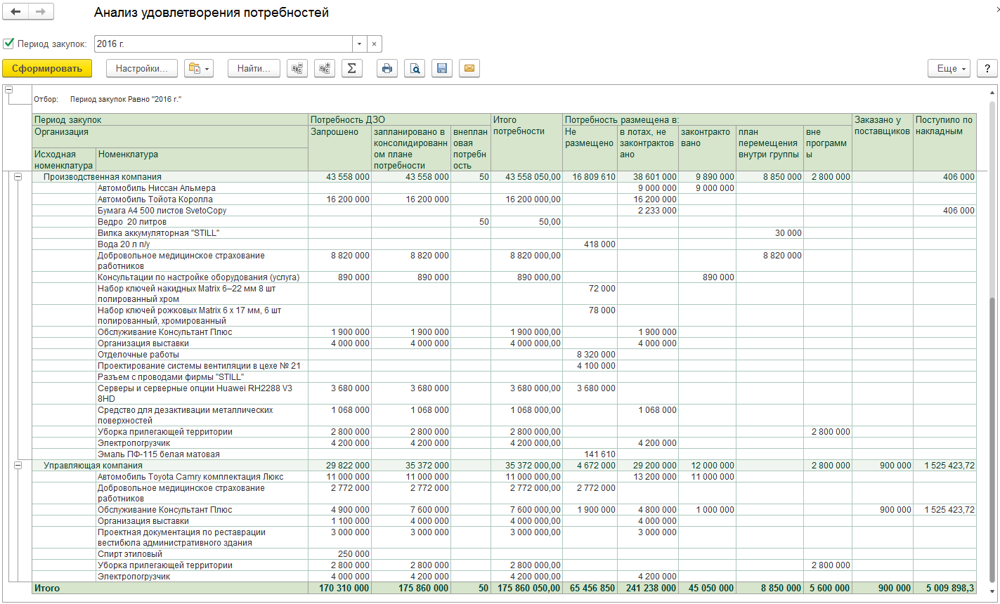 Анализ удовлетворения потребностей
Период закупок: 2016 г.
Сформировать Настройки... Найти... Еще ?
Отбор: Период закупок Равно "2016 г."
Период закупок Потребность ДЗО Итого потребности Потребность размещена в: Заказано у поставщиков Поступило по накладным
Организация Запрошено запланировано в консолидированном плане потребности внеплановая потребность Не размещено в лотах, не законтрактовано законтрактовано план перемещения внутри группы вне программы
Исходная номенклатура Номенклатура
Производственная компания 43 558 000 43 558 000 50 43 558 050,00 16 809 610 38 601 000 9 890 000 8 850 000 2 800 000 406 000
Автомобиль Ниссан Альмера 9 000 000 9 000 000
Автомобиль Тойота Королла 16 200 000 16 200 000 16 200 000,00 16 200 000
Бумага А4 500 листов SvetoCopy 2 233 000 406 000
Ведро 20 литров 50 50,00
Вилка аккумуляторная "STILL" 30 000
Вода 20 л п/у 418 000
Добровольное медицинское страхование работников 8 820 000 8 820 000 8 820 000,00 8 820 000
Консультации по настройке оборудования (услуга) 890 000 890 000 890 000,00 890 000
Набор ключей накидных Matrix 6–22 мм 8 шт полированный хром 72 000
Набор ключей рожковых Matrix 6 x 17 мм, 6 шт полированный, хромированный 78 000
Обслуживание Консультант Плюс 1 900 000 1 900 000 1 900 000,00 1 900 000
Организация выставки 4 000 000 4 000 000 4 000 000,00 4 000 000
Отделочные работы 8 320 000
Проектирование системы вентиляции в цехе № 21 4 100 000
Разъем с проводами фирмы "STILL"
Серверы и серверные опции Huawei RH2288 V3 8HD 3 680 000 3 680 000 3 680 000,00 3 680 000
Средство для дезактивации металлических поверхностей 1 068 000 1 068 000 1 068 000,00 1 068 000
Уборка прилегающей территории 2 800 000 2 800 000 2 800 000,00 2 800 000
Электропогрузчик 4 200 000 4 200 000 4 200 000,00 4 200 000
Эмаль ПФ-115 белая матовая 141 610
Управляющая компания 29 822 000 35 372 000 35 372 000,00 4 672 000 29 200 000 12 000 000 2 800 000 900 000 1 525 423,72
Автомобиль Toyota Camry комплектация Люкс 11 000 000 11 000 000 11 000 000,00 13 200 000 11 000 000
Добровольное медицинское страхование работников 2 772 000 2 772 000 2 772 000,00 2 772 000
Обслуживание Консультант Плюс 4 900 000 7 600 000 7 600 000,00 1 900 000 4 800 000 1 000 000 900 000 1 525 423,72
Организация выставки 1 100 000 4 000 000 4 000 000,00 4 000 000
Проектная документация по реставрации вестибюла административного здания 3 000 000 3 000 000 3 000 000,00 3 000 000
Спирт этиловый 250 000
Уборка прилегающей территории 2 800 000 2 800 000 2 800 000,00 2 800 000
Электропогрузчик 4 000 000 4 200 000 4 200 000,00 4 200 000
Итого 170 310 000 175 860 000 50 175 860 050,00 65 456 850 241 238 000 45 050 000 8 850 000 5 600 000 900 000 5 009 898,3